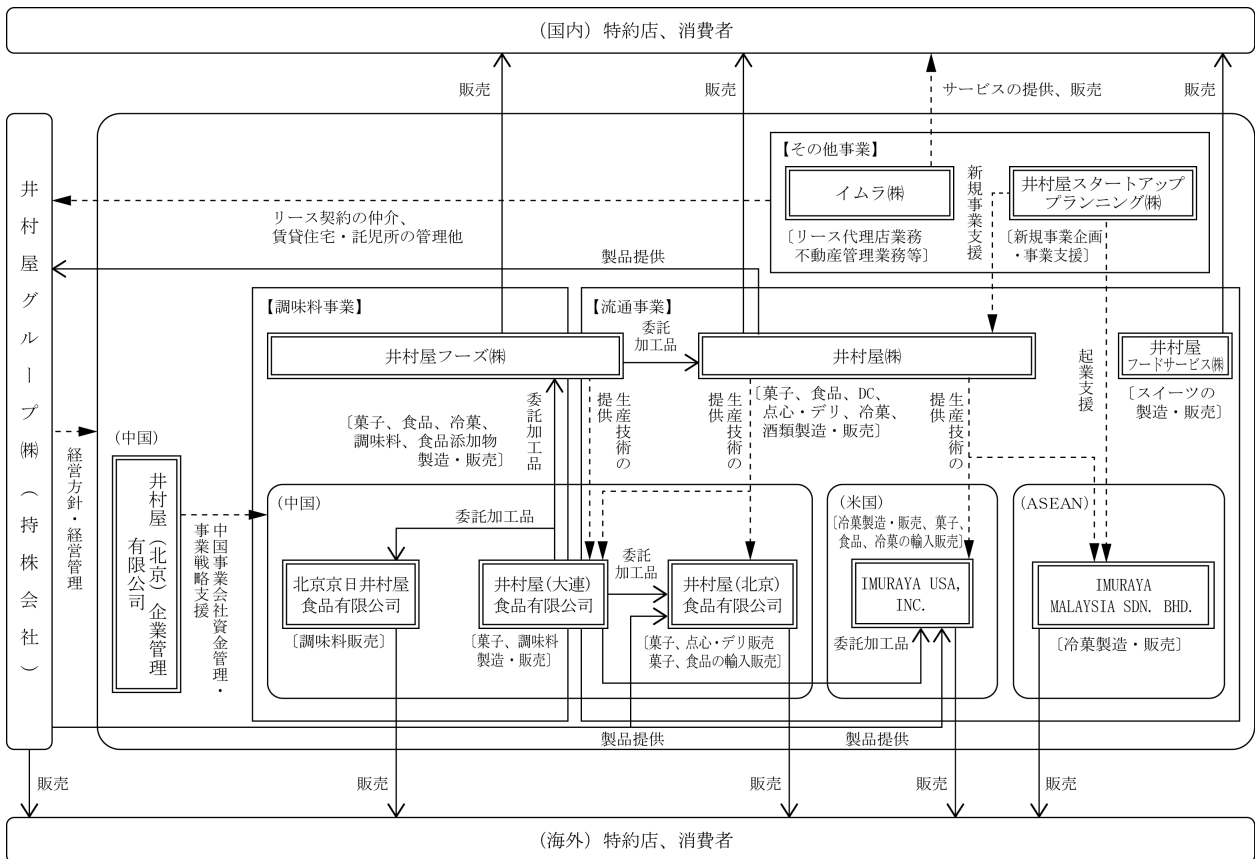 (国内) 特約店、消費者
販売
販売
サービスの提供、販売
販売
井村屋グループ㈱(持株会社)
【その他事業】
イムラ㈱
〔リース代理店業務
不動産管理業務等〕
新規事業支援
井村屋スタートアップ
プランニング㈱
〔新規事業企画
・事業支援〕
リース契約の仲介、
賃貸住宅・託児所の管理他
製品提供
【調味料事業】
【流通事業】
井村屋フーズ㈱
委託
加工品
井村屋㈱
井村屋
フードサービス㈱
起業支援
〔菓子、食品、冷菓、
調味料、食品添加物
製造・販売〕
委託加工品
生産技術の
提供
生産技術の
提供
〔菓子、食品、DC、
点心・デリ、冷菓、
酒類製造・販売〕
生産技術の
提供
〔スイーツの
製造・販売〕
経営方針・経営管理
(中国)
井村屋(北京)企業管理
有限公司
中国事業会社資金管理・
事業戦略支援
(中国)
委託加工品
北京京日井村屋
食品有限公司
〔調味料販売〕
井村屋(大連)
食品有限公司
〔菓子、調味料
製造・販売〕
委託
加工品
井村屋(北京)
食品有限公司
〔菓子、点心・デリ販売
菓子、食品の輸入販売〕
(米国)
〔冷菓製造・販売、菓子、
食品、冷菓の輸入販売〕
IMURAYA USA,
INC.
委託加工品
(ASEAN)
IMURAYA
MALAYSIA SDN. BHD.
〔冷菓製造・販売〕
製品提供
製品提供
販売
販売
販売
販売
販売
(海外) 特約店、消費者